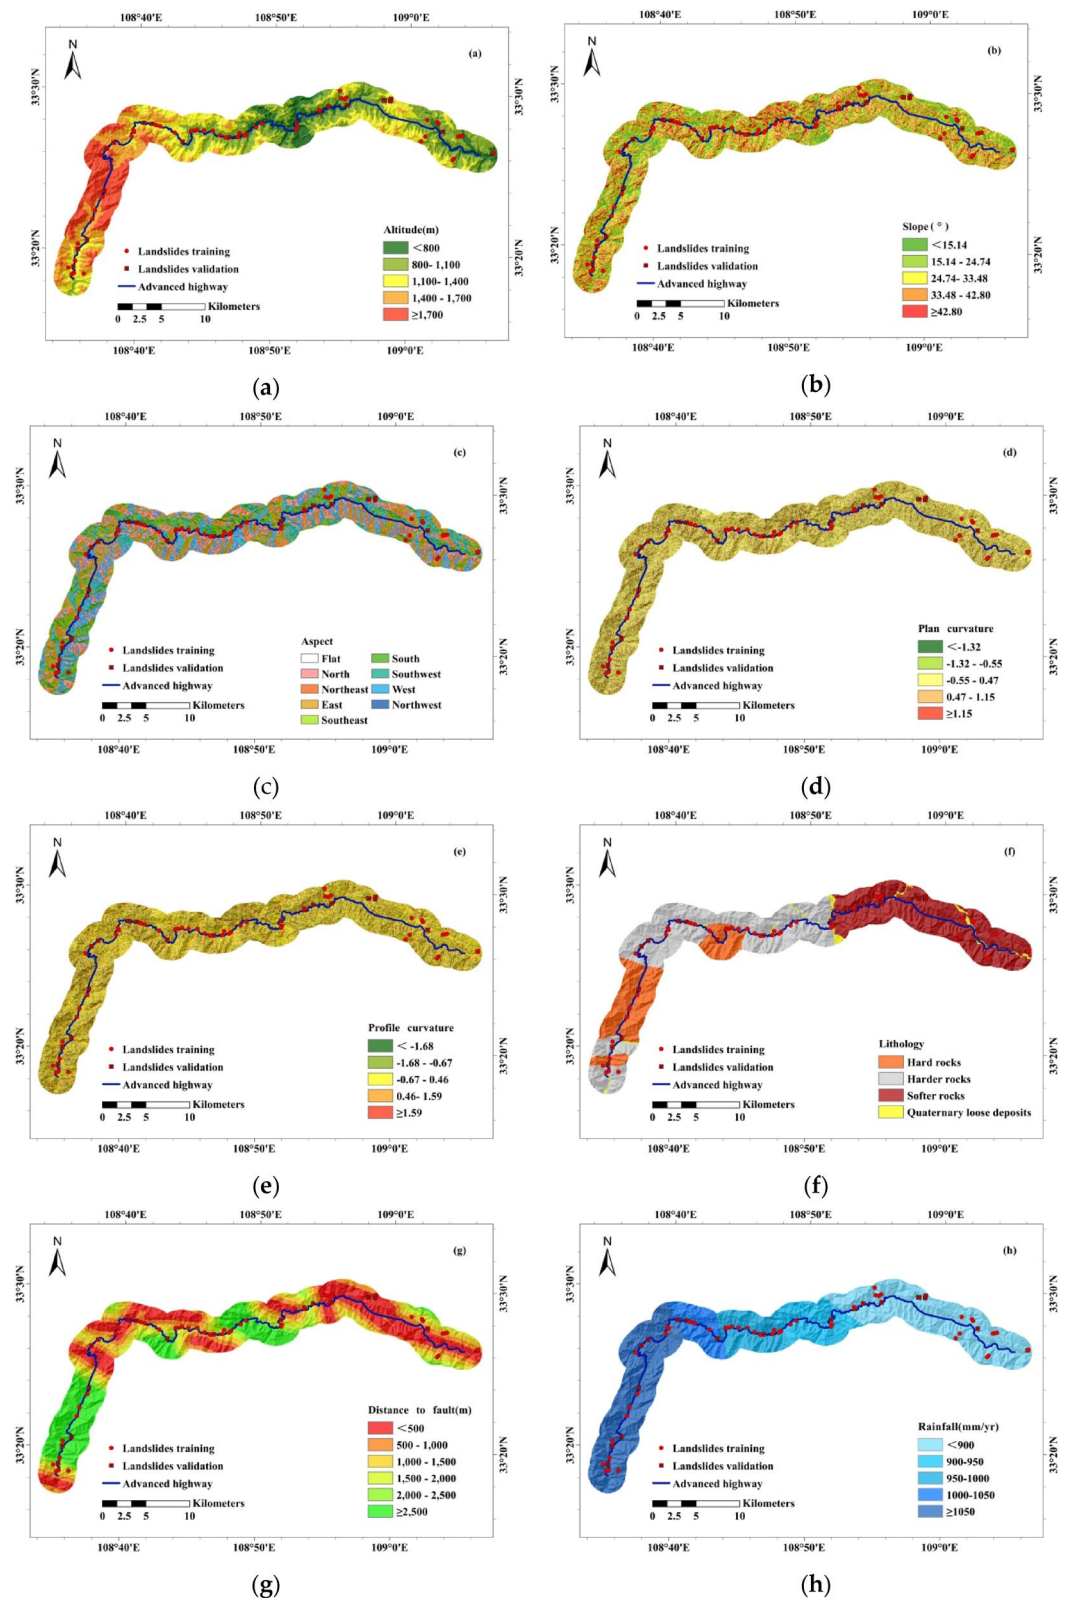 108°40'E 108°50'E 109°0'E
N
(a)
33°30'N
33°30'N
33°20'N
33°20'N
Landslides training
Landslides validation
Advanced highway
Kilometers
0 2.5 5 10
Altitude(m)
<800
800- 1,100
1,100- 1,400
1,400 - 1,700
≥1,700
108°40'E 108°50'E 109°0'E
(a)
108°40'E 108°50'E 109°0'E
N
(b)
33°30'N
33°30'N
33°20'N
33°20'N
Landslides training
Landslides validation
Advanced highway
Kilometers
0 2.5 5 10
Slope ( ° )
<15.14
15.14 - 24.74
24.74- 33.48
33.48 - 42.80
≥42.80
108°40'E 108°50'E 109°0'E
(b)
108°40'E 108°50'E 109°0'E
N
(c)
33°30'N
33°30'N
33°20'N
33°20'N
Landslides training
Landslides validation
Advanced highway
Kilometers
0 2.5 5 10
Aspect
Flat
North
Northeast
East
Southeast
South
Southwest
West
Northwest
108°40'E 108°50'E 109°0'E
(c)
108°40'E 108°50'E 109°0'E
N
(d)
33°30'N
33°30'N
33°20'N
33°20'N
Landslides training
Landslides validation
Advanced highway
Kilometers
0 2.5 5 10
Plan curvature
<-1.32
-1.32 - -0.55
-0.55 - 0.47
0.47 - 1.15
≥1.15
108°40'E 108°50'E 109°0'E
(d)
108°40'E 108°50'E 109°0'E
N
(e)
33°30'N
33°30'N
33°20'N
33°20'N
Landslides training
Landslides validation
Advanced highway
Kilometers
0 2.5 5 10
Profile curvature
< -1.68
-1.68 - -0.67
-0.67 - 0.46
0.46- 1.59
≥1.59
108°40'E 108°50'E 109°0'E
(e)
108°40'E 108°50'E 109°0'E
N
(f)
33°30'N
33°30'N
33°20'N
33°20'N
Landslides training
Landslides validation
Advanced highway
Kilometers
0 2.5 5 10
Lithology
Hard rocks
Harder rocks
Softer rocks
Quaternary loose deposits
108°40'E 108°50'E 109°0'E
(f)
108°40'E 108°50'E 109°0'E
N
(g)
33°30'N
33°30'N
33°20'N
33°20'N
Landslides training
Landslides validation
Advanced highway
Kilometers
0 2.5 5 10
Distance to fault(m)
<500
500 - 1,000
1,000 - 1,500
1,500 - 2,000
2,000 - 2,500
≥2,500
108°40'E 108°50'E 109°0'E
(g)
108°40'E 108°50'E 109°0'E
N
(h)
33°30'N
33°30'N
33°20'N
33°20'N
Landslides training
Landslides validation
Advanced highway
Kilometers
0 2.5 5 10
Rainfall(mm/yr)
<900
900-950
950-1000
1000-1050
≥1050
108°40'E 108°50'E 109°0'E
(h)